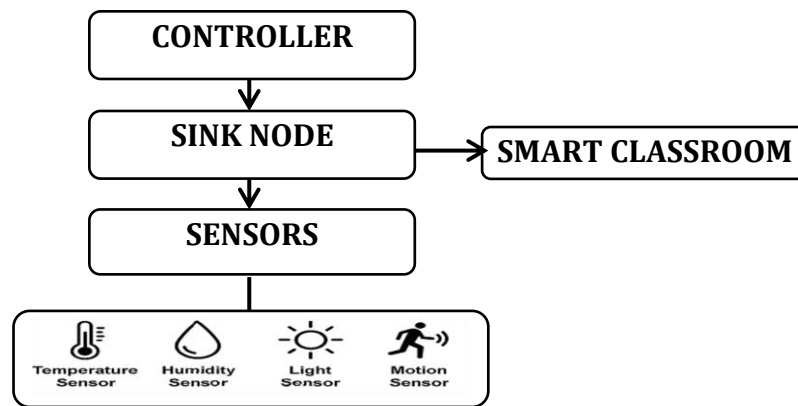 CONTROLLER
SINK NODE
SMART CLASSROOM
SENSORS
Temperature Sensor
Humidity Sensor
Light Sensor
Motion Sensor